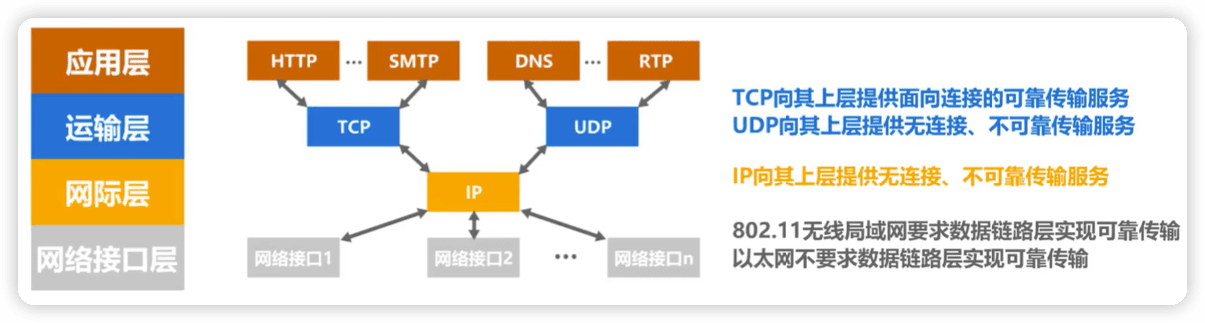 应用层
HTTP ... SMTP DNS ... RTP
TCP向其上层提供面向连接的可靠传输服务
运输层
TCP UDP
UDP向其上层提供无连接、不可靠传输服务
网际层
IP
IP向其上层提供无连接、不可靠传输服务
802.11无线局域网要求数据链路层实现可靠传输
网络接口层
网络接口1 网络接口2 ... 网络接口n
以太网不要求数据链路层实现可靠传输